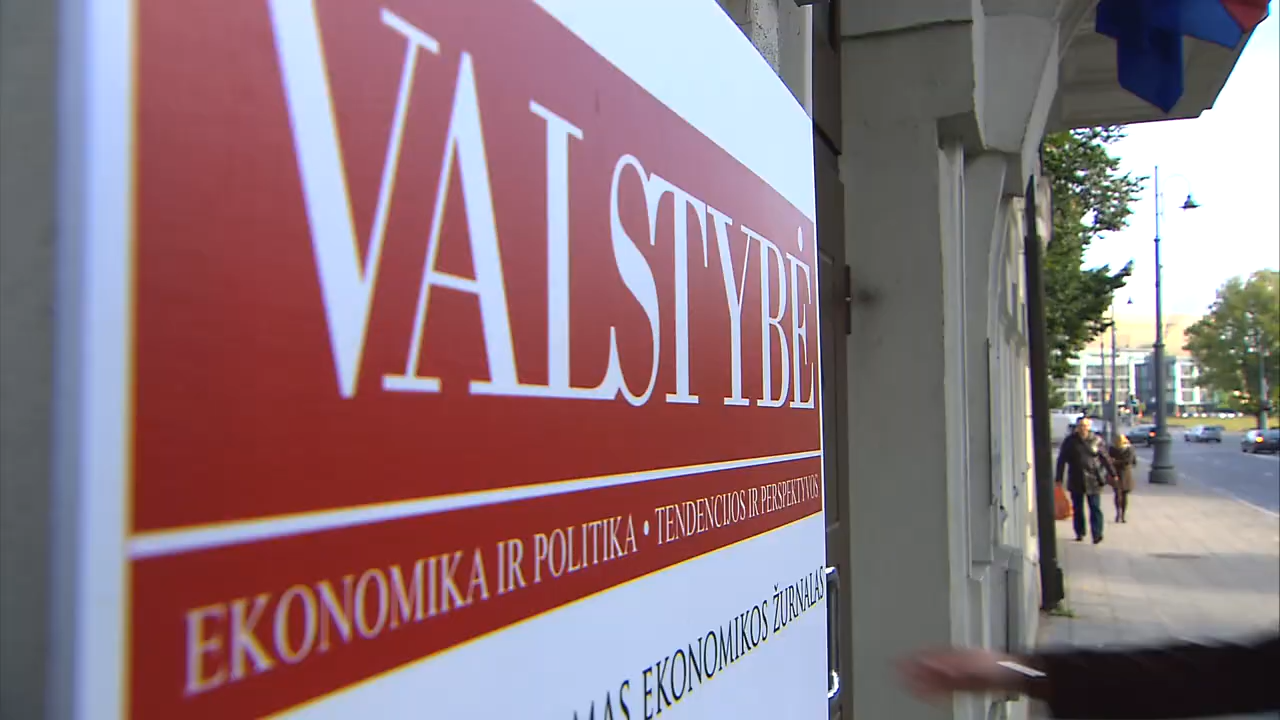 VALSTYBĖ
EKONOMIKA IR POLITIKA • TENDENCIJOS IR PERSPEKTYVOS
EKONOMIKOS ŽURNALAS